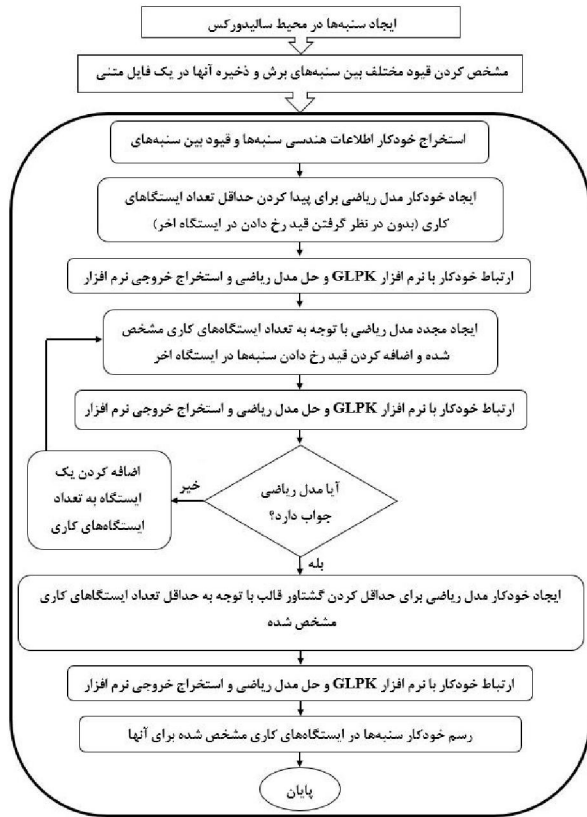 ایجاد سنبه‌ها در محیط سالیدورکس
مشخص کردن قیود مختلف بین سنبه‌های برش و ذخیره آنها در یک فایل متنی
استخراج خودکار اطلاعات هندسی سنبه‌ها و قیود بین سنبه‌های
ایجاد خودکار مدل ریاضی برای پیدا کردن حداقل تعداد ایستگاهای
کاری (بدون در نظر گرفتن قید رخ دادن در ایستگاه اخر)
ارتباط خودکار با نرم افزار GLPK و حل مدل ریاضی و استخراج خروجی نرم افزار
ایجاد مجدد مدل ریاضی با توجه به تعداد ایستگاه‌های کاری مشخص
شده و اضافه کردن قید رخ دادن سنبه‌ها در ایستگاه اخر
ارتباط خودکار با نرم افزار GLPK و حل مدل ریاضی و استخراج خروجی نرم افزار
آیا مدل ریاضی
جواب دارد؟
خیر
اضافه کردن یک
ایستگاه به تعداد
ایستگاه‌های کاری
بله
ایجاد خودکار مدل ریاضی برای حداقل کردن گشتاور قالب با توجه به حداقل تعداد ایستگاهای کاری
مشخص شده
ارتباط خودکار با نرم افزار GLPK و حل مدل ریاضی و استخراج خروجی نرم افزار
رسم خودکار سنبه‌ها در ایستگاه‌های کاری مشخص شده برای آنها
پایان